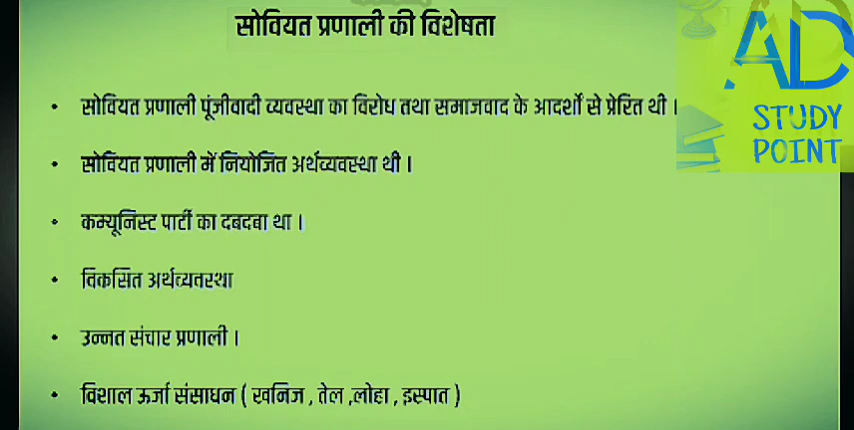 सोवियत प्रणाली की विशेषता
AD
STUDY
POINT
• सोवियत प्रणाली पूंजीवादी व्यवस्था का विरोध तथा समाजवाद के आदर्शों से प्रेरित थी ।
• सोवियत प्रणाली में नियोजित अर्थव्यवस्था थी ।
• कम्यूनिस्ट पार्टी का दबदबा था ।
• विकसित अर्थव्यवस्था
• उन्नत संचार प्रणाली ।
• विशाल ऊर्जा संसाधन ( खनिज , तेल ,लोहा , इस्पात )